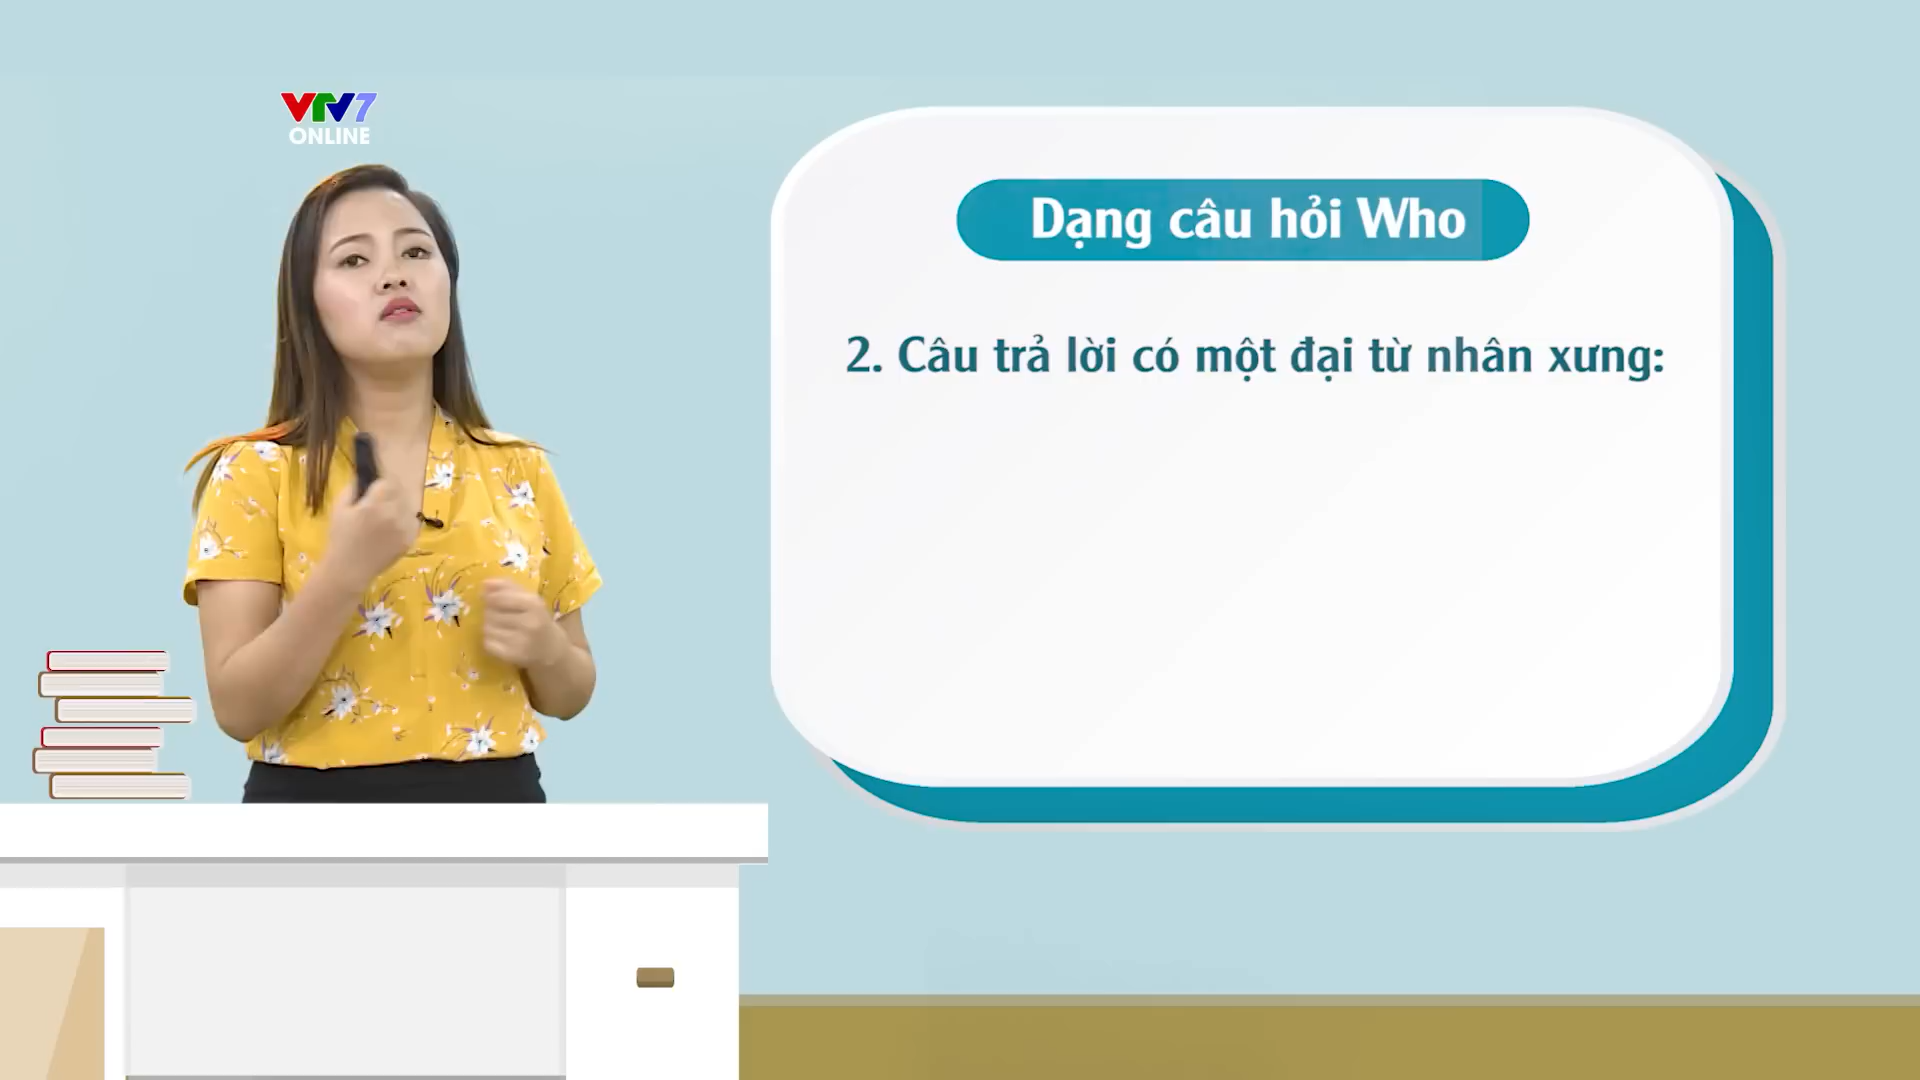 VTV7
ONLINE
Dạng câu hỏi Who
2. Câu trả lời có một đại từ nhân xưng: